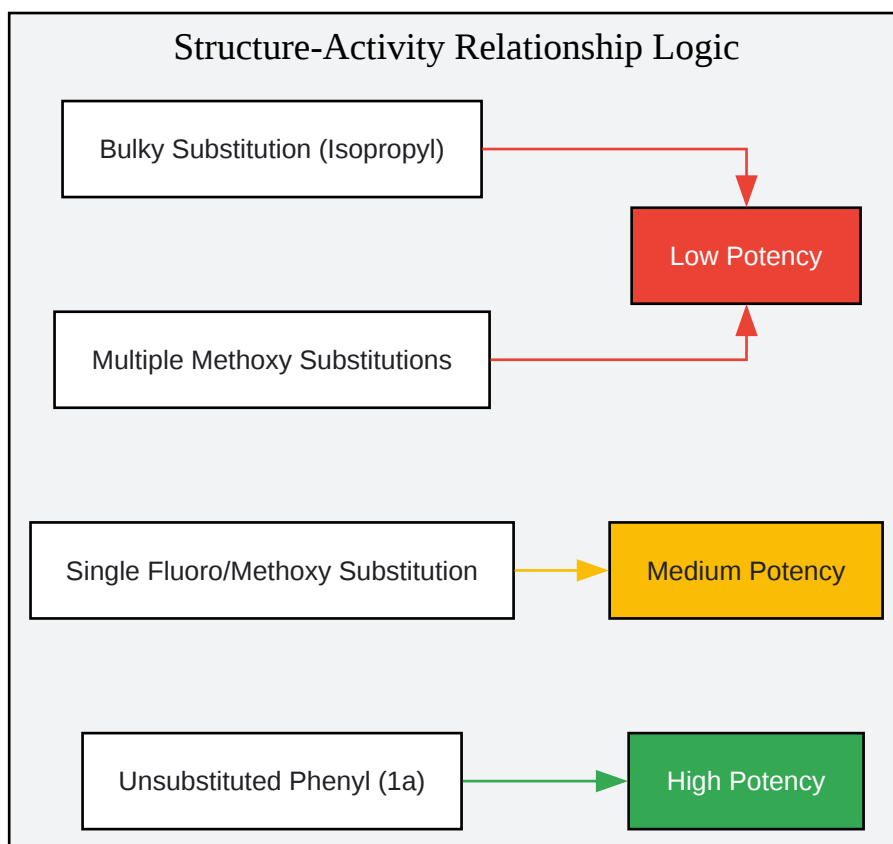 Structure-Activity Relationship Logic
Bulky Substitution (Isopropyl)
Low Potency
Multiple Methoxy Substitutions
Single Fluoro/Methoxy Substitution
Medium Potency
Unsubstituted Phenyl (1a)
High Potency